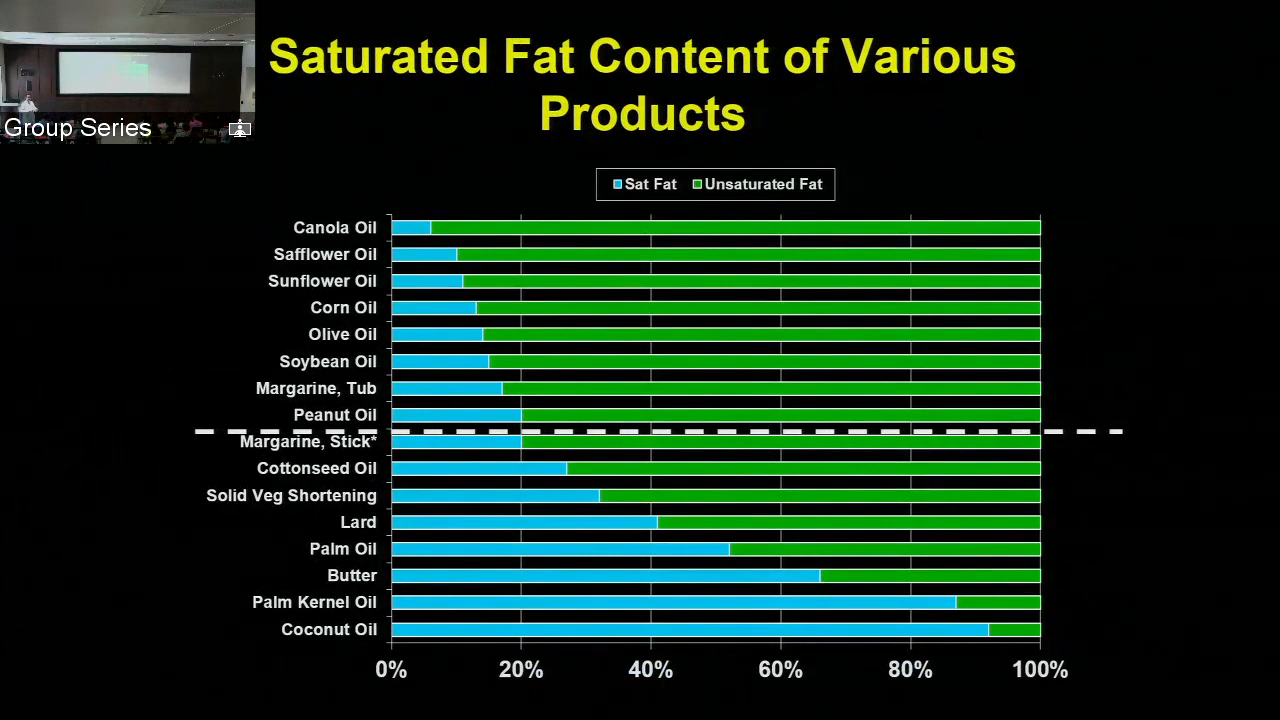 Group Series
Saturated Fat Content of Various
Products
Sat Fat Unsaturated Fat
Canola Oil
Safflower Oil
Sunflower Oil
Corn Oil
Olive Oil
Soybean Oil
Margarine, Tub
Peanut Oil
Margarine, Stick*
Cottonseed Oil
Solid Veg Shortening
Lard
Palm Oil
Butter
Palm Kernel Oil
Coconut Oil
0% 20% 40% 60% 80% 100%